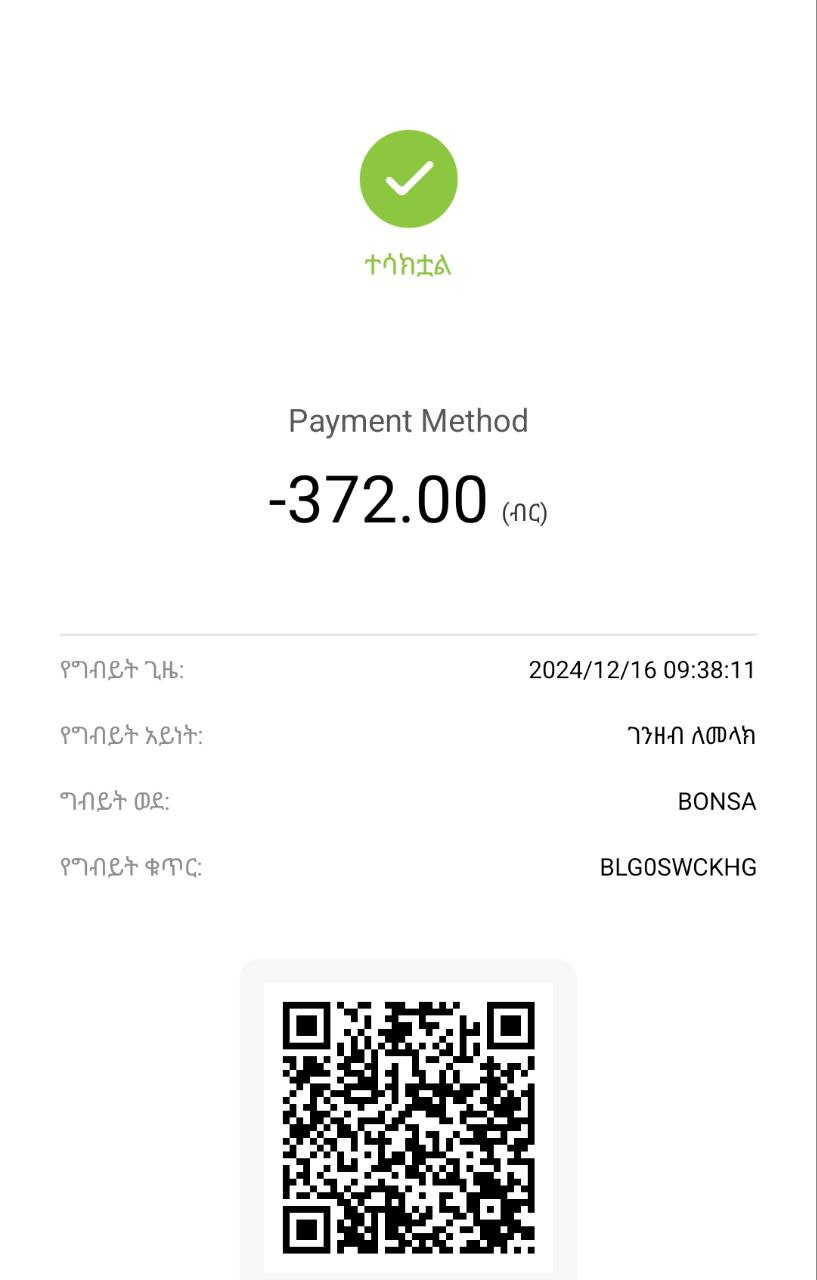 ተሳክቷል
Payment Method
-372.00 (ብር)
የግብይት ጊዜ: 2024/12/16 09:38:11
የግብይት አይነት: ገንዘብ ለመላክ
ግብይት ወደ: BONSA
የግብይት ቁጥር: BLG0SWCKHG